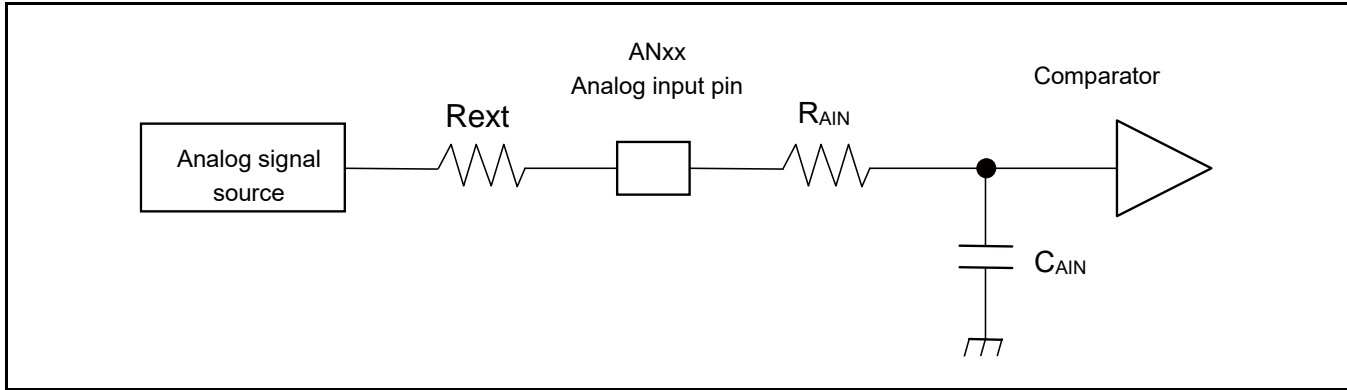 ANxx
Analog input pin
Comparator
Rext
RAIN
Analog signal
source
CAIN